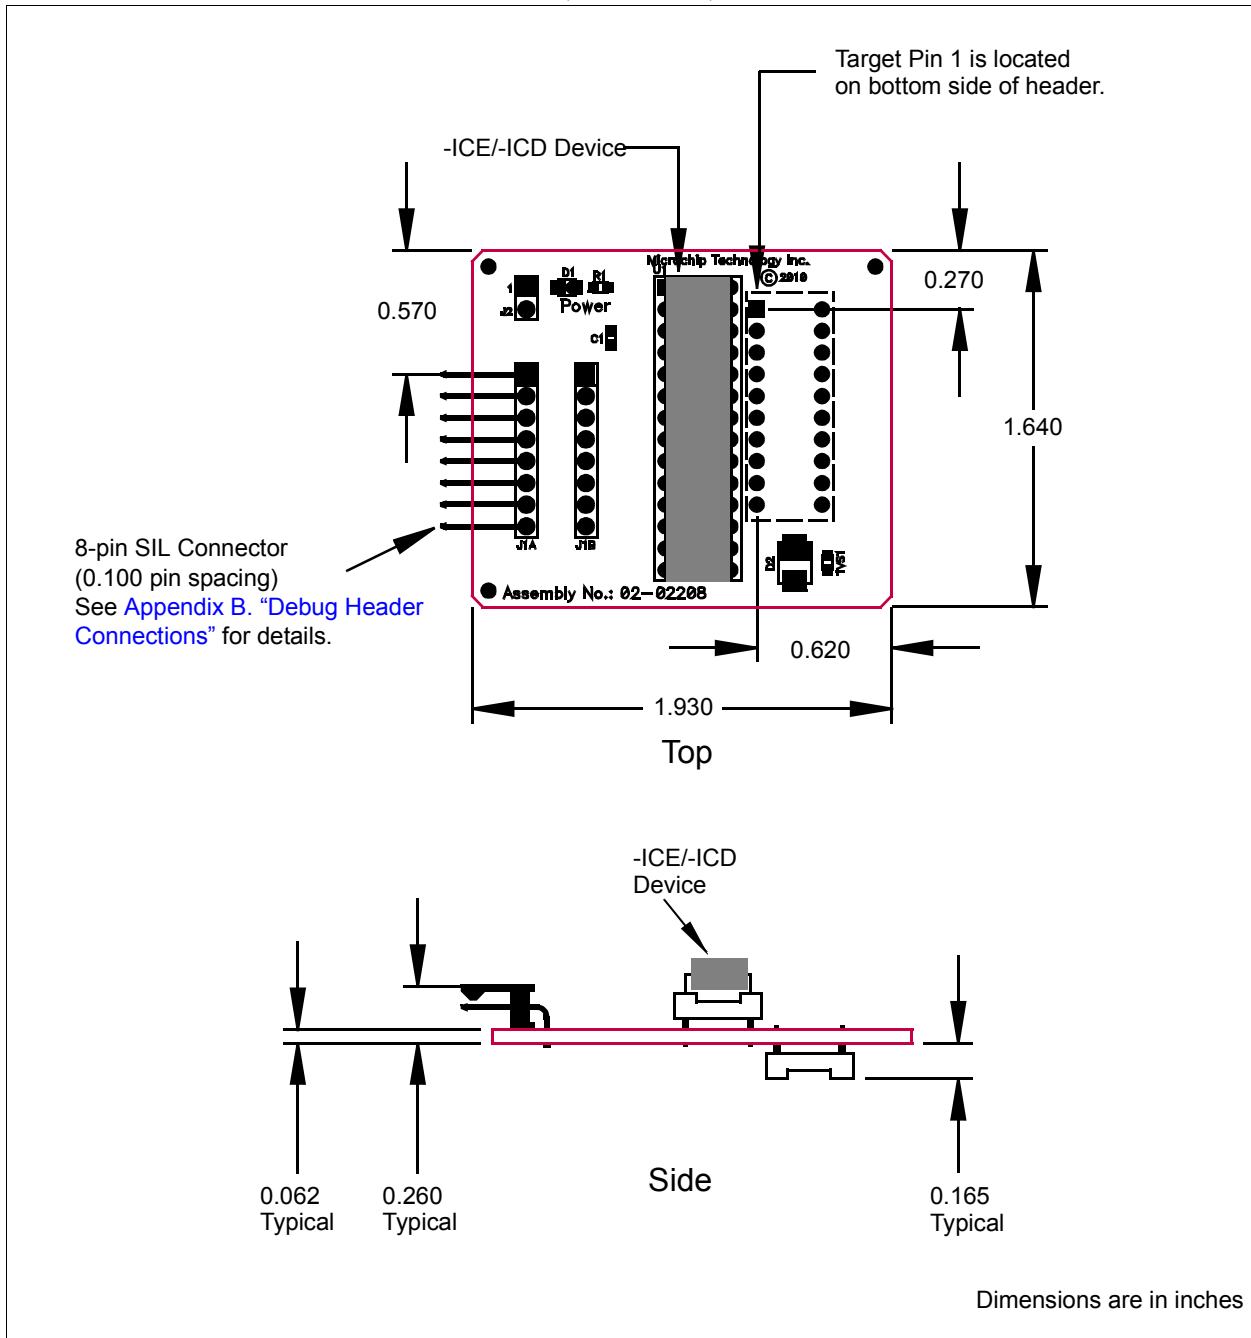 Target Pin 1 is located
on bottom side of header.
-ICE/-ICD Device
Microchip Technology Inc.
U1
© 2010
D1
R1
1
Power
J2
C1
0.570
0.270
1.640
8-pin SIL Connector
(0.100 pin spacing)
See Appendix B. “Debug Header
Connections” for details.
J1A
J1B
D2
TVS1
Assembly No.: 02-02208
0.620
1.930
Top
-ICE/-ICD
Device
Side
0.062
Typical
0.260
Typical
0.165
Typical
Dimensions are in inches